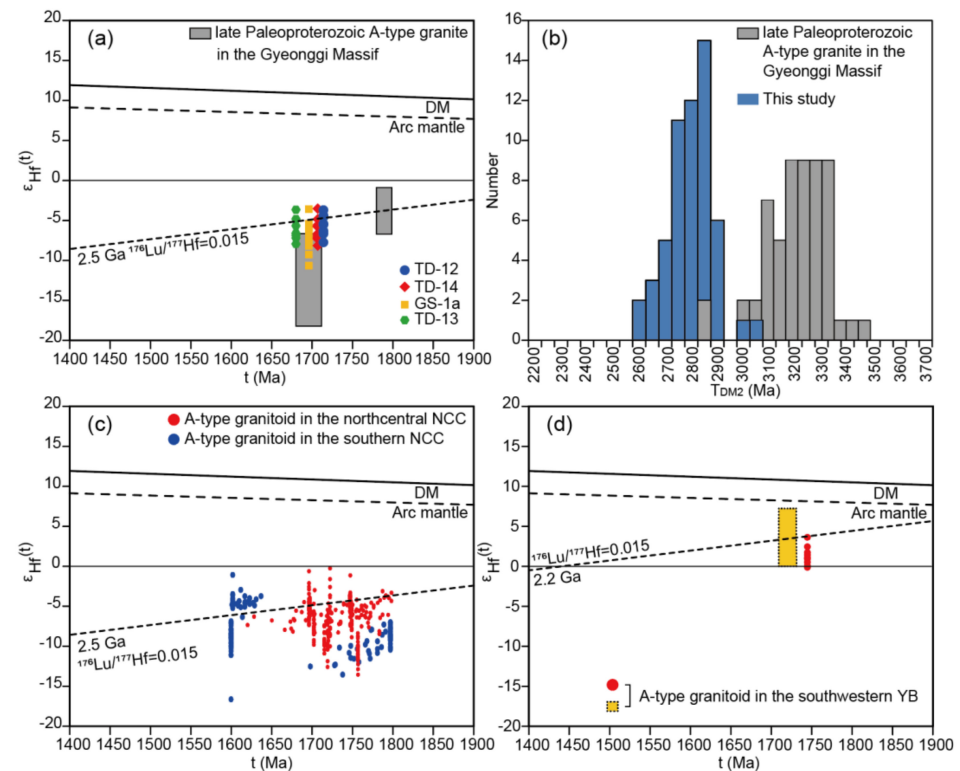 (a)
late Paleoproterozoic A-type granite
in the Gyeonggi Massif
20
15
10
5
0
-5
-10
-15
-20
εHf(t)
DM
Arc mantle
2.5 Ga ¹⁷⁶Lu/¹⁷⁷Hf=0.015
TD-12
TD-14
GS-1a
TD-13
1400 1450 1500 1550 1600 1650 1700 1750 1800 1850 1900
t (Ma)
(b)
late Paleoproterozoic
A-type granite in the
Gyeonggi Massif
This study
16
14
12
10
8
6
4
2
0
Number
2200 2300 2400 2500 2600 2700 2800 2900 3000 3100 3200 3300 3400 3500 3600 3700
TDM2 (Ma)
(c)
A-type granitoid in the northcentral NCC
A-type granitoid in the southern NCC
20
15
10
5
0
-5
-10
-15
-20
εHf(t)
DM
Arc mantle
2.5 Ga
¹⁷⁶Lu/¹⁷⁷Hf=0.015
1400 1450 1500 1550 1600 1650 1700 1750 1800 1850 1900
t (Ma)
(d)
20
15
10
5
0
-5
-10
-15
-20
εHf(t)
DM
Arc mantle
¹⁷⁶Lu/¹⁷⁷Hf=0.015
2.2 Ga
A-type granitoid in the southwestern YB
1400 1450 1500 1550 1600 1650 1700 1750 1800 1850 1900
t (Ma)